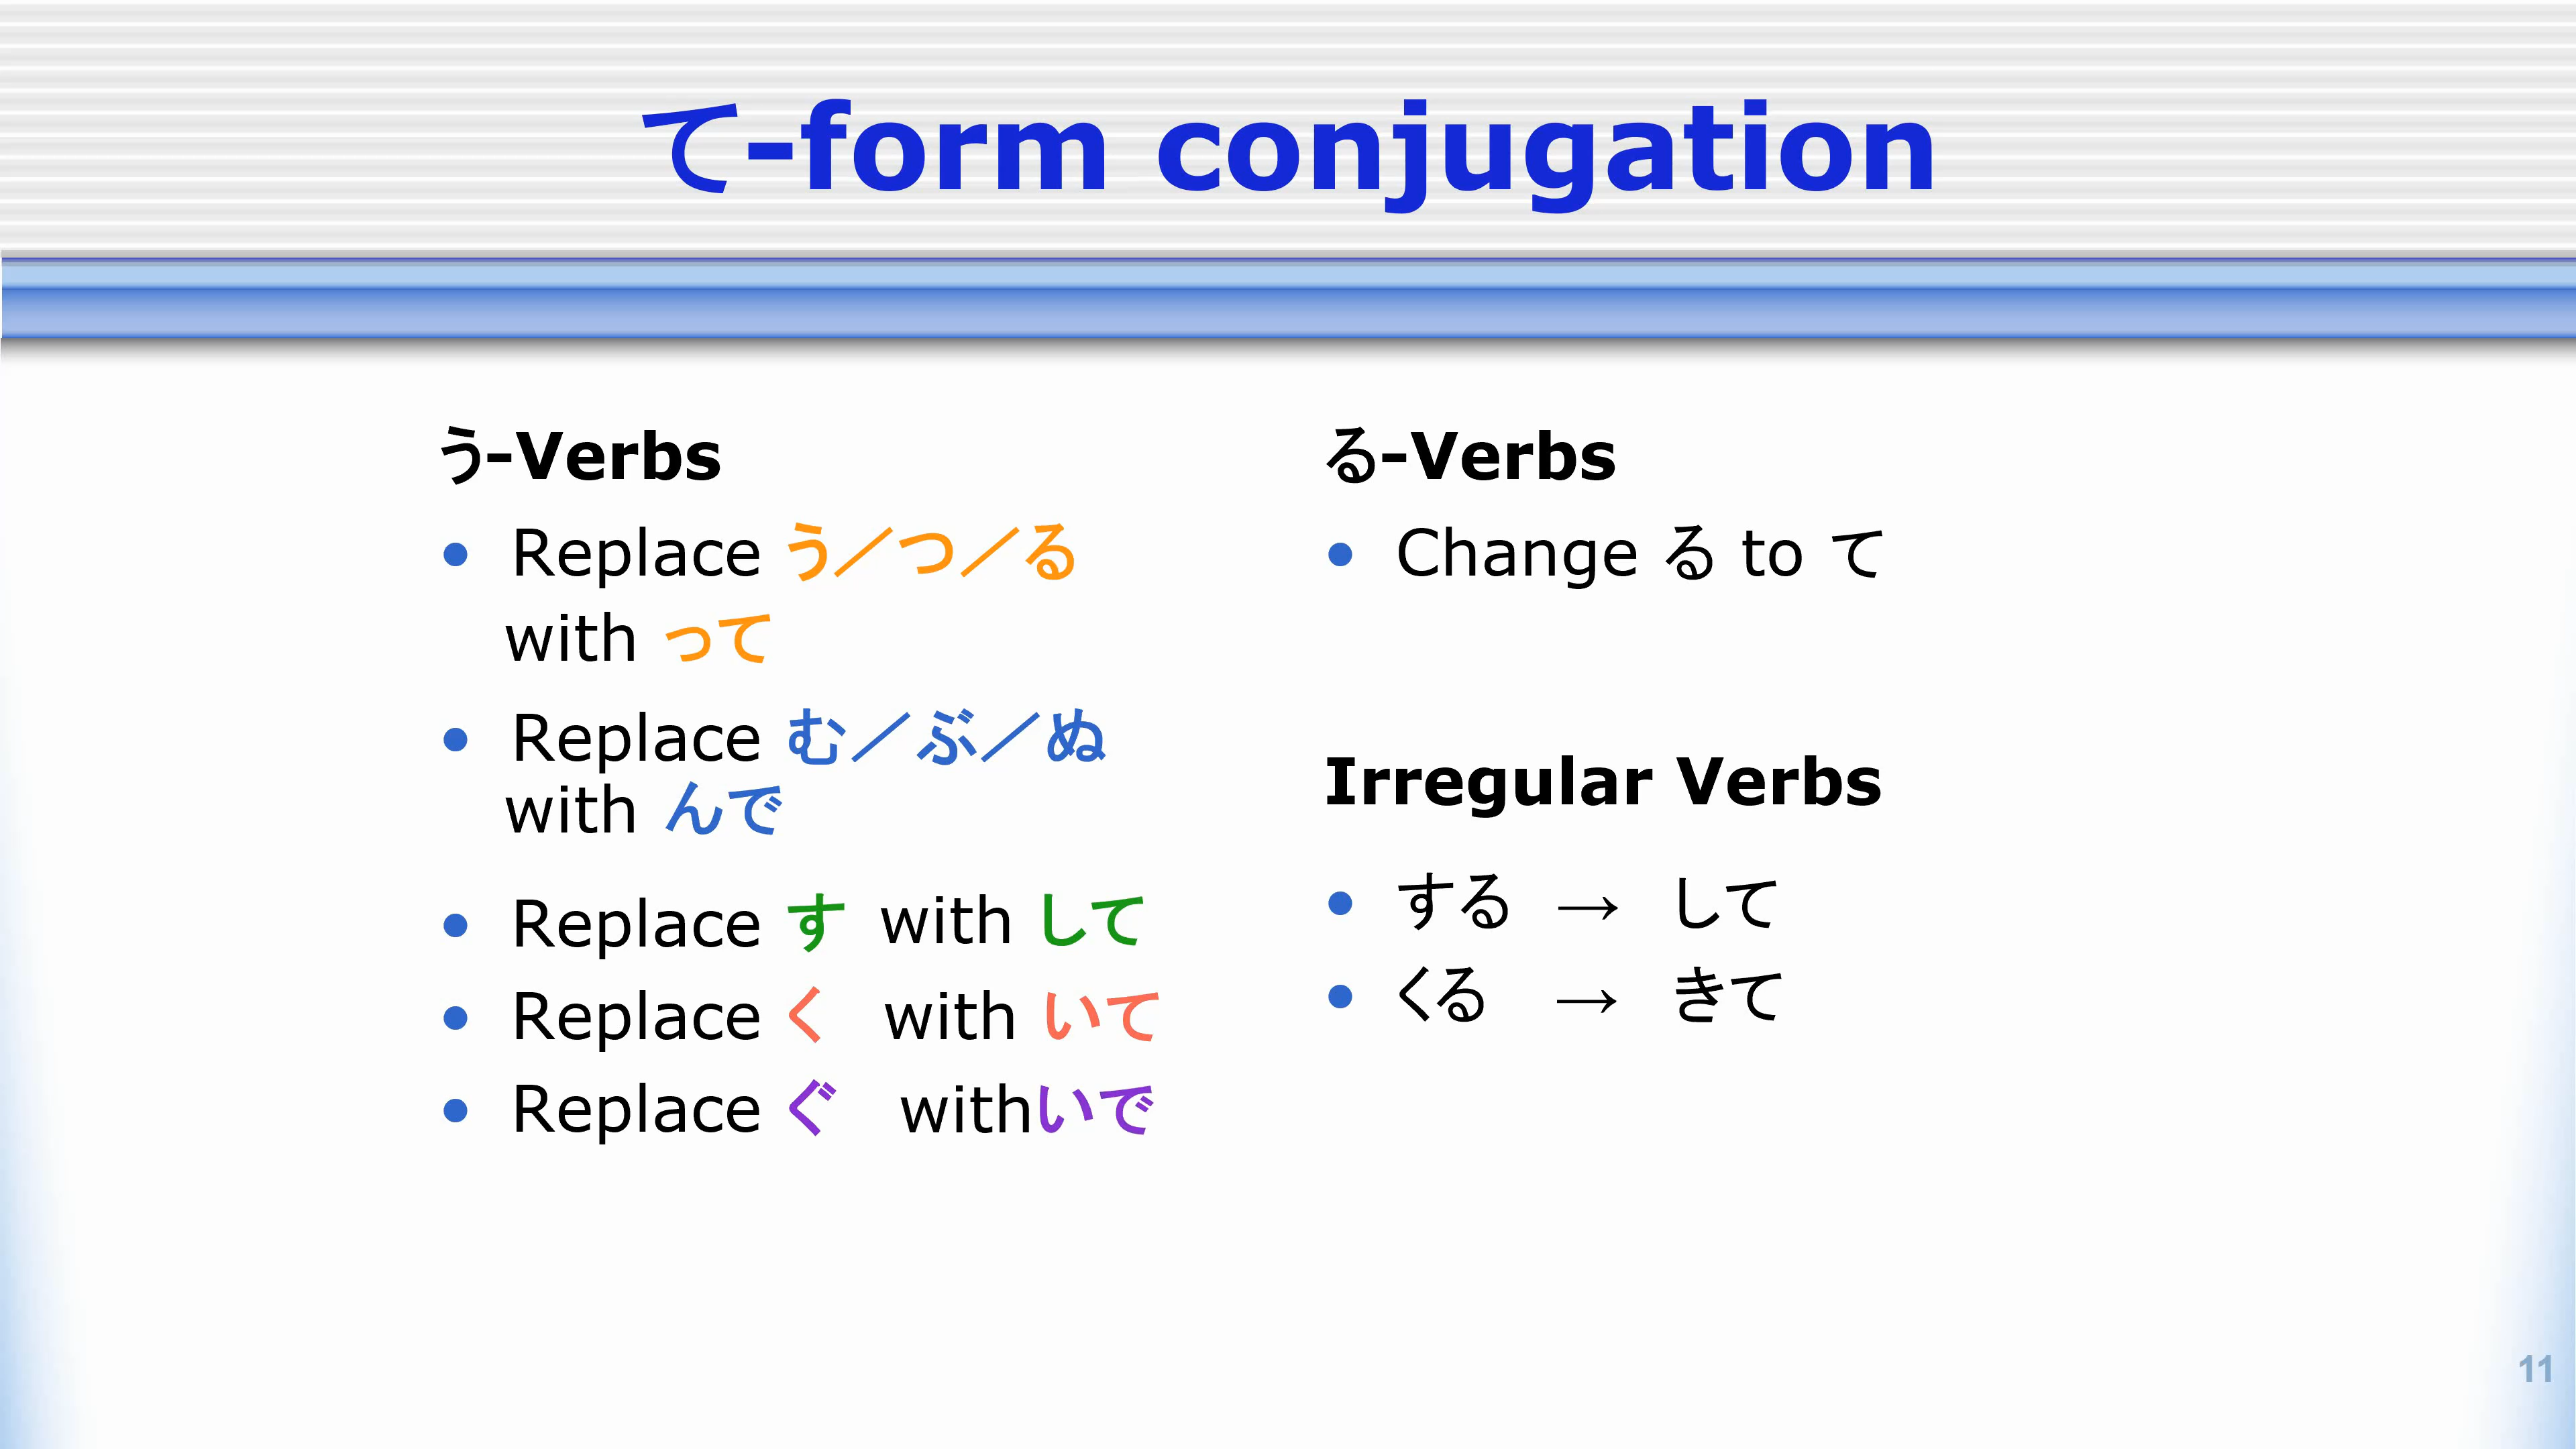 て-form conjugation
う-Verbs
• Replace う／つ／る
with って
• Replace む／ぶ／ぬ
with んで
• Replace す with して
• Replace く with いて
• Replace ぐ withいで
る-Verbs
• Change る to て
Irregular Verbs
• する → して
• くる → きて
11